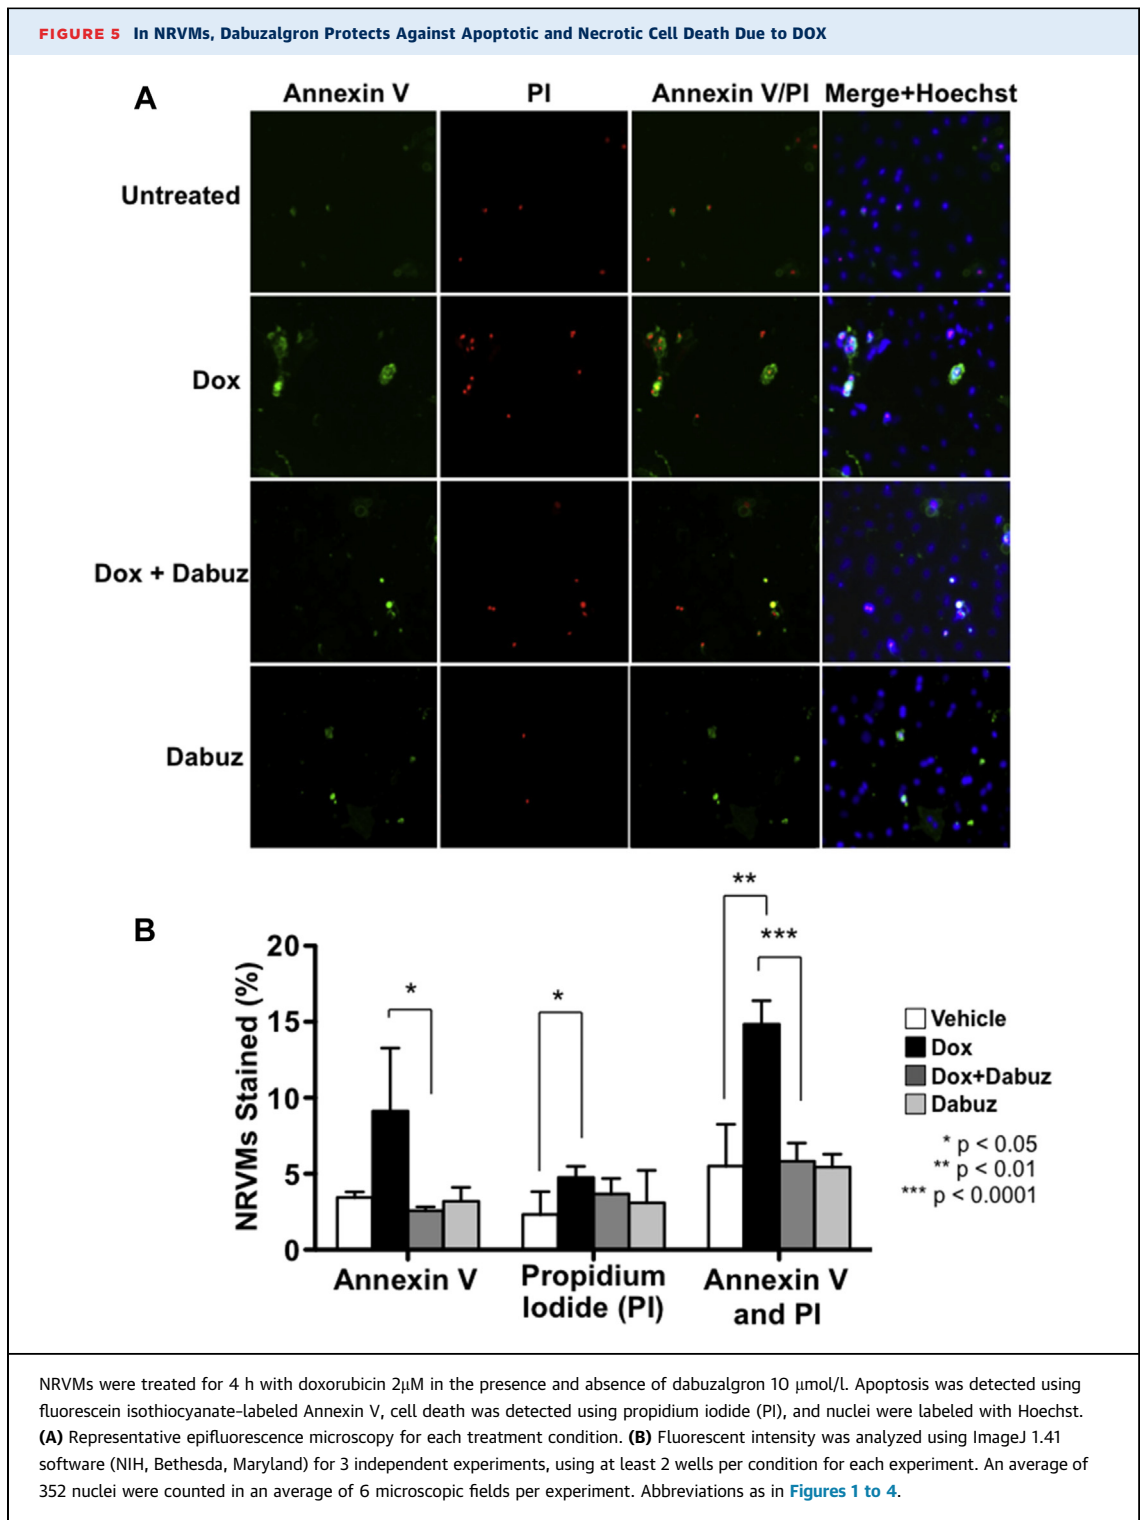 FIGURE 5 In NRVMs, Dabuzalgron Protects Against Apoptotic and Necrotic Cell Death Due to DOX
A
Annexin V PI Annexin V/PI Merge+Hoechst
Untreated
Dox
Dox + Dabuz
Dabuz
B
NRVMs Stained (%)
20
15
10
5
0
*
*
**
***
Annexin V
Propidium
Iodide (PI)
Annexin V
and PI
Vehicle
Dox
Dox+Dabuz
Dabuz
* p < 0.05
** p < 0.01
*** p < 0.0001
NRVMs were treated for 4 h with doxorubicin 2μM in the presence and absence of dabuzalgron 10 μmol/l. Apoptosis was detected using
fluorescein isothiocyanate–labeled Annexin V, cell death was detected using propidium iodide (PI), and nuclei were labeled with Hoechst.
(A) Representative epifluorescence microscopy for each treatment condition. (B) Fluorescent intensity was analyzed using ImageJ 1.41
software (NIH, Bethesda, Maryland) for 3 independent experiments, using at least 2 wells per condition for each experiment. An average of
352 nuclei were counted in an average of 6 microscopic fields per experiment. Abbreviations as in Figures 1 to 4.